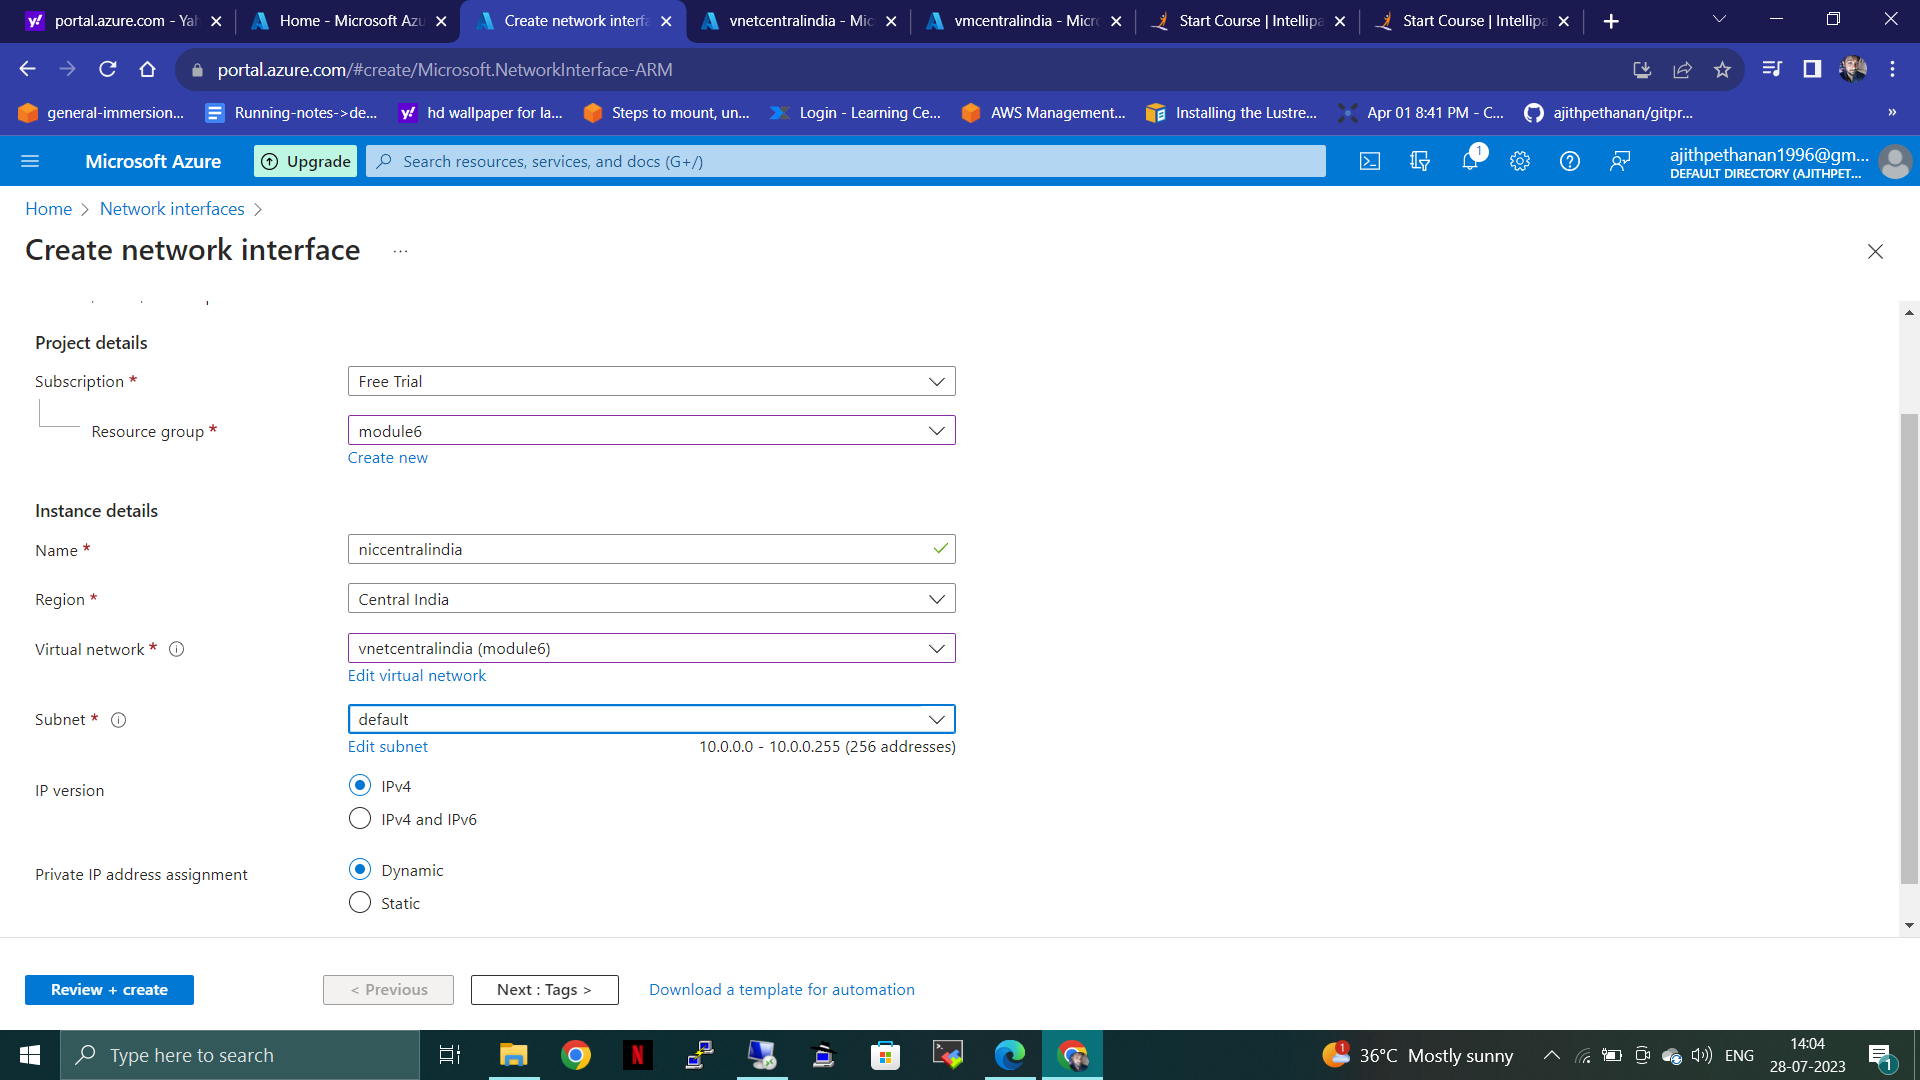 portal.azure.com - Yah
Home - Microsoft Azu
Create network interfa
vnetcentralindia - Mic
vmcentralindia - Micro
Start Course | Intellipa
Start Course | Intellipa
portal.azure.com/#create/Microsoft.NetworkInterface-ARM
general-immersion...
Running-notes->de...
hd wallpaper for la...
Steps to mount, un...
Login - Learning Ce...
AWS Management...
Installing the Lustre...
Apr 01 8:41 PM - C...
ajithpethanan/gitpr...
»
Microsoft Azure
Upgrade
Search resources, services, and docs (G+/)
1
ajithpethanan1996@gm...
DEFAULT DIRECTORY (AJITHPET...
Home > Network interfaces >
Create network interface ...
Project details
Subscription *
Free Trial
Resource group *
module6
Create new
Instance details
Name *
niccentralindia
Region *
Central India
Virtual network *
vnetcentralindia (module6)
Edit virtual network
Subnet *
default
Edit subnet
10.0.0.0 - 10.0.0.255 (256 addresses)
IP version
IPv4
IPv4 and IPv6
Private IP address assignment
Dynamic
Static
Review + create
< Previous
Next : Tags >
Download a template for automation
Type here to search
1
36°C Mostly sunny
ENG
14:04
28-07-2023
1